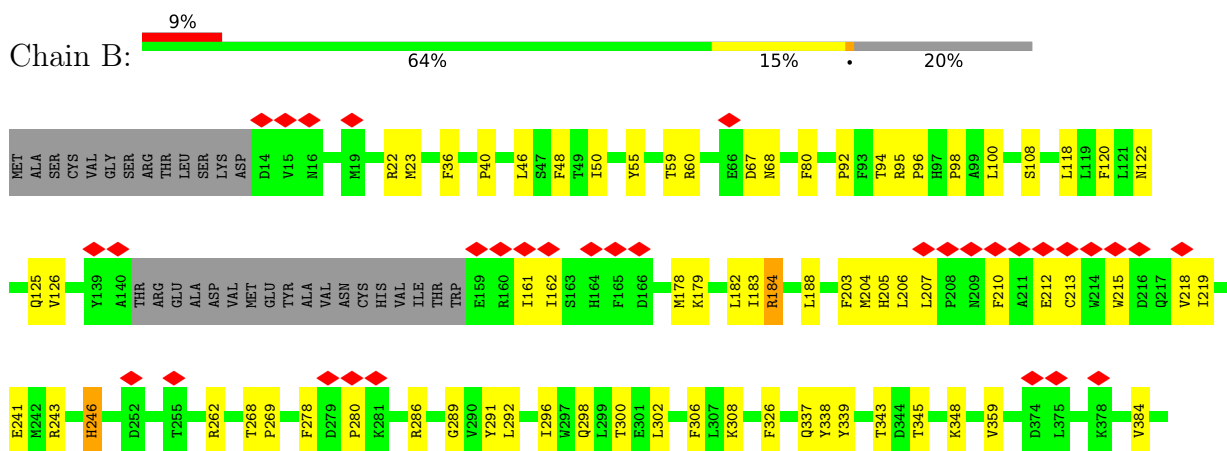 9%
Chain B:
64% 15% • 20%
MET ALA SER CYS VAL GLY SER ARG THR LEU SER LYS ASP D14 V15 N16 M19 R22 M23 F36 P40 L46 S47 F48 T49 I50 Y55 T59 R60 E66 D67 N68 F80 P92 F93 T94 R95 P96 H97 P98 A99 L100 S108 L118 L119 F120 L121 N122
Q125 V126 Y139 A140 THR ARG GLU ALA ASP VAL MET GLU TYR ALA VAL ASN CYS HIS VAL ILE THR TRP E159 R160 I161 I162 S163 H164 F165 D166 M178 K179 L182 I183 R184 L188 F203 M204 H205 L206 L207 P208 N209 F210 A211 E212 C213 W214 W215 D216 Q217 V218 I219
E241 M242 R243 H246 D252 T255 R262 T268 P269 F278 D279 P280 K281 R286 G289 V290 Y291 L292 I296 W297 Q298 L299 T300 E301 L302 F306 L307 K308 F326 Q337 Y338 Y339 T343 D344 T345 K348 V359 D374 L375 K378 V384